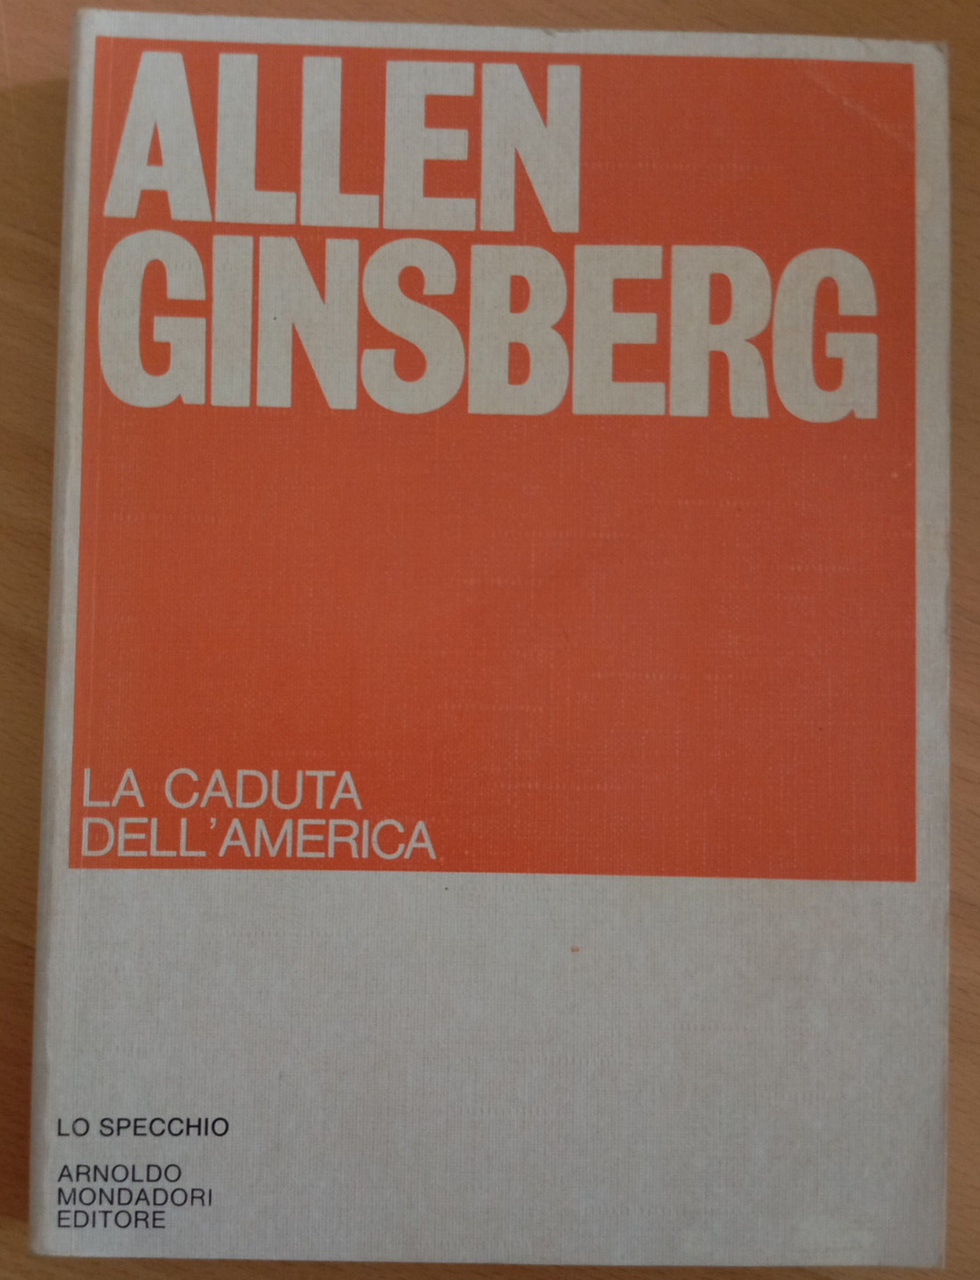 ALLEN
GINSBERG
LA CADUTA
DELL'AMERICA
LO SPECCHIO
ARNOLDO
MONDADORI
EDITORE